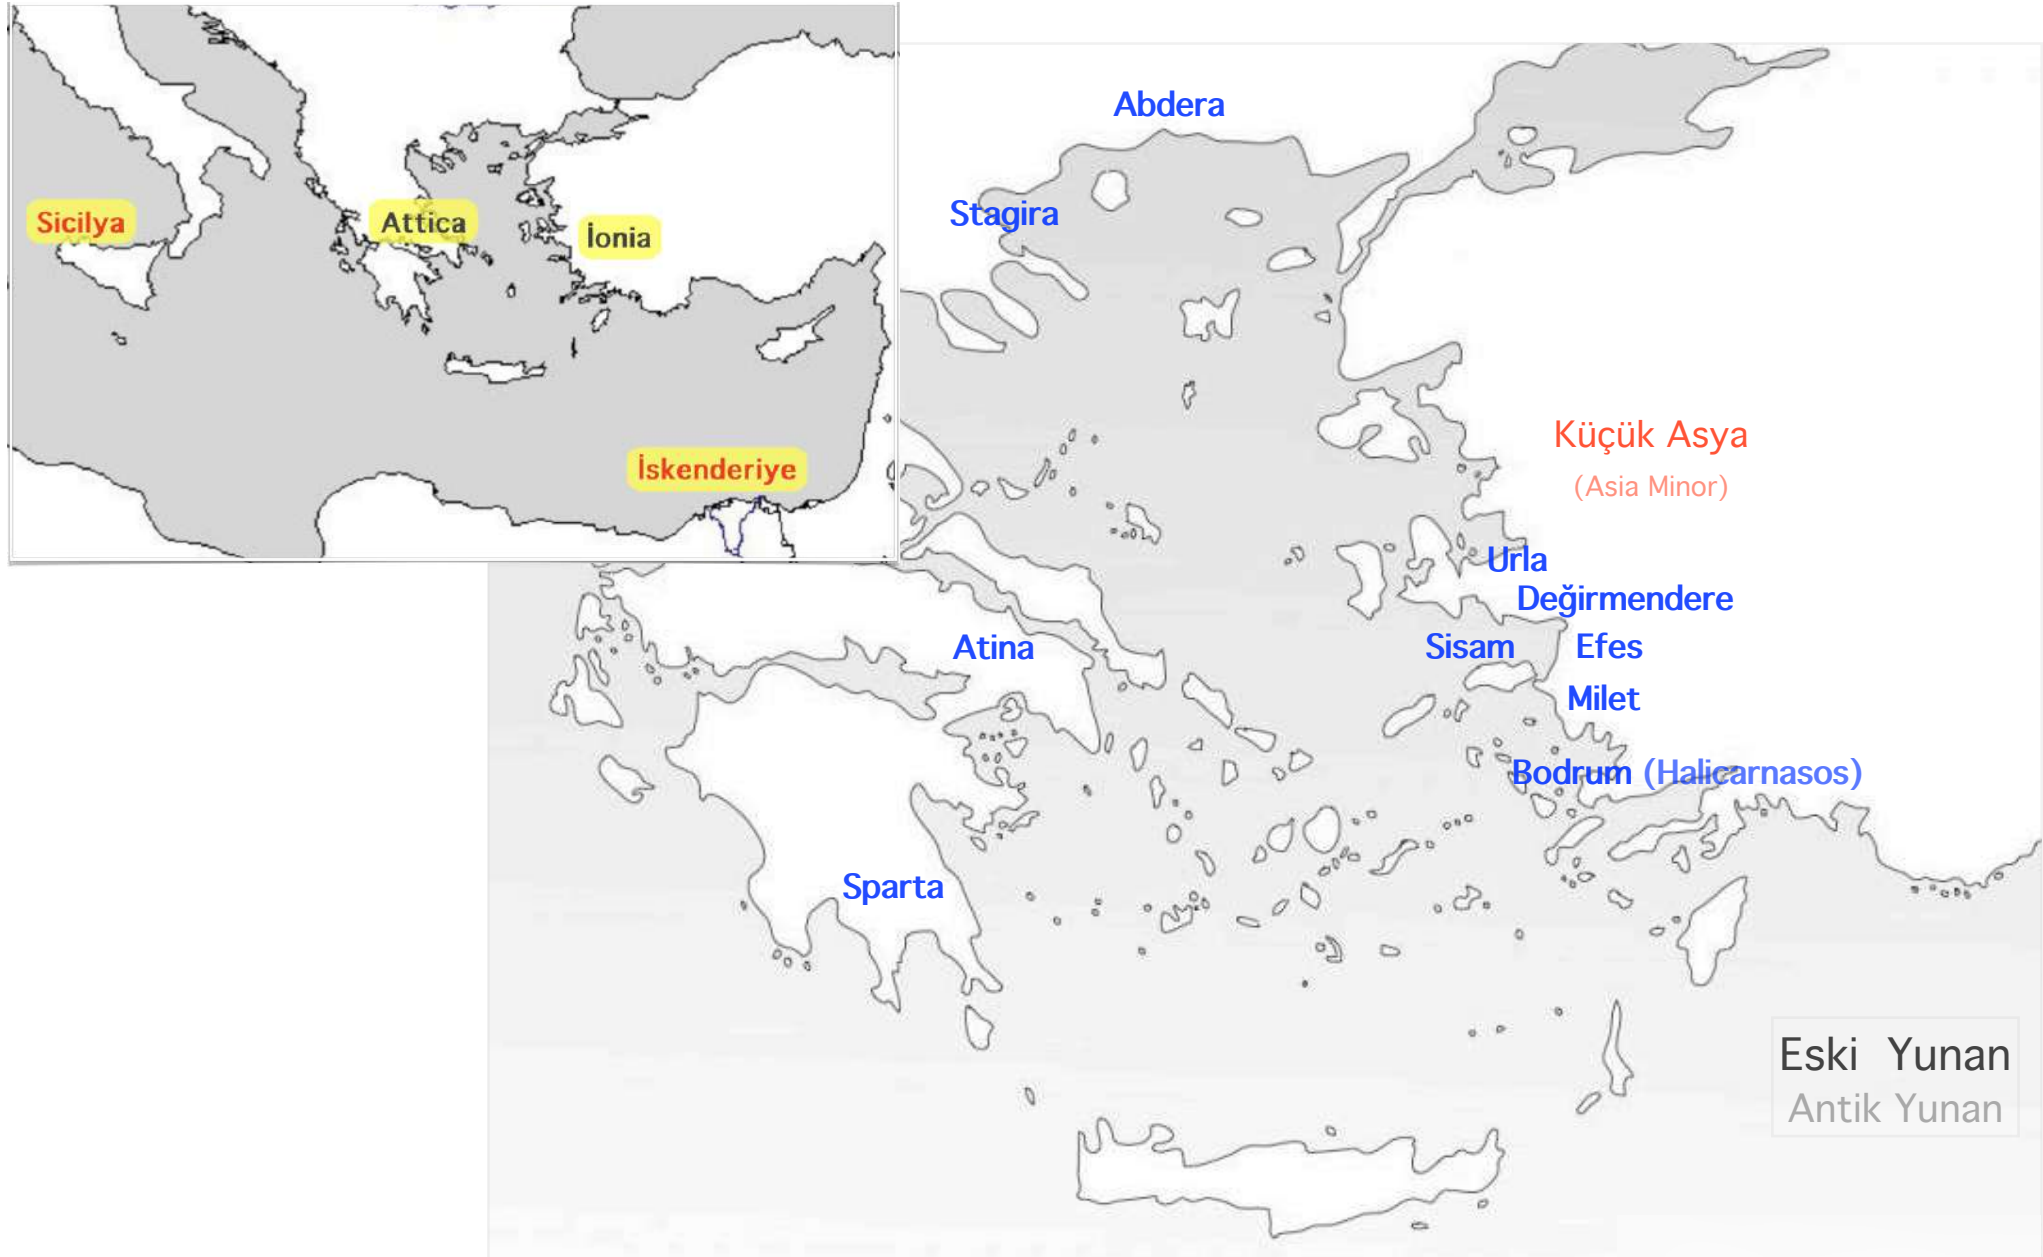 Sicilya
Attica
İonia
İskenderiye
Abdera
Stagira
Küçük Asya
(Asia Minor)
Urla
Değirmendere
Atina
Sisam
Efes
Milet
Bodrum (Halicarnasos)
Sparta
Eski Yunan
Antik Yunan